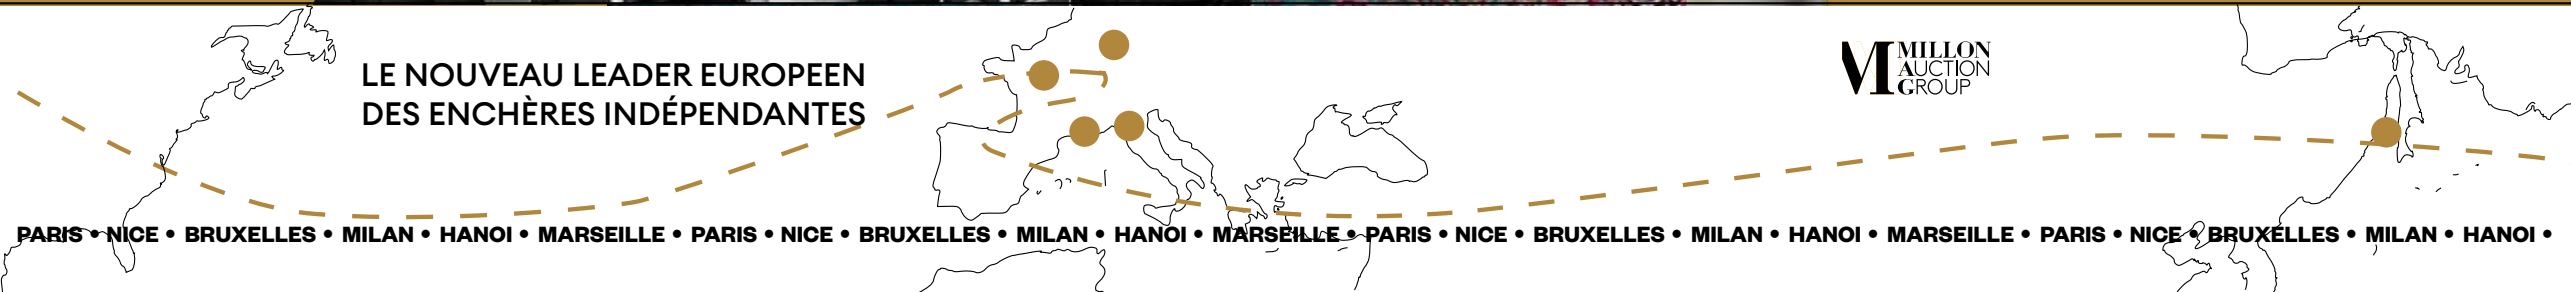 LE NOUVEAU LEADER EUROPEEN
DES ENCHÈRES INDÉPENDANTES
MILLON
AUCTION
GROUP
PARIS • NICE • BRUXELLES • MILAN • HANOI • MARSEILLE • PARIS • NICE • BRUXELLES • MILAN • HANOI • MARSEILLE • PARIS • NICE • BRUXELLES • MILAN • HANOI • MARSEILLE • PARIS • NICE • BRUXELLES • MILAN • HANOI •